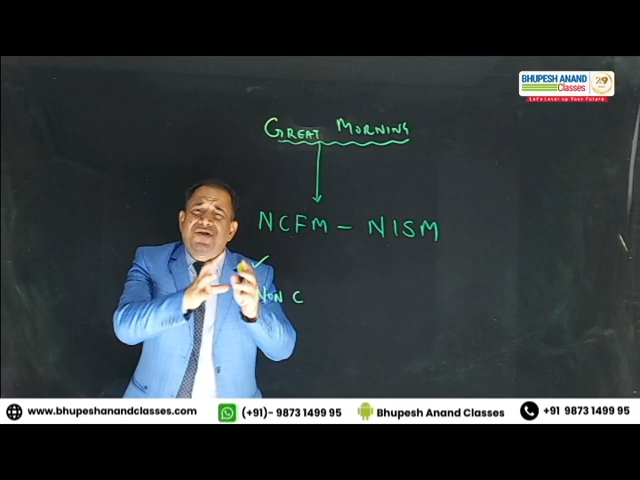 BHUPESH ANAND
Classes
Let's Level up Your Future
GREAT MORNING
NCFM – NISM
✓
NON C
www.bhupeshanandclasses.com
(+91)- 9873 1499 95
Bhupesh Anand Classes
+91 9873 1499 95